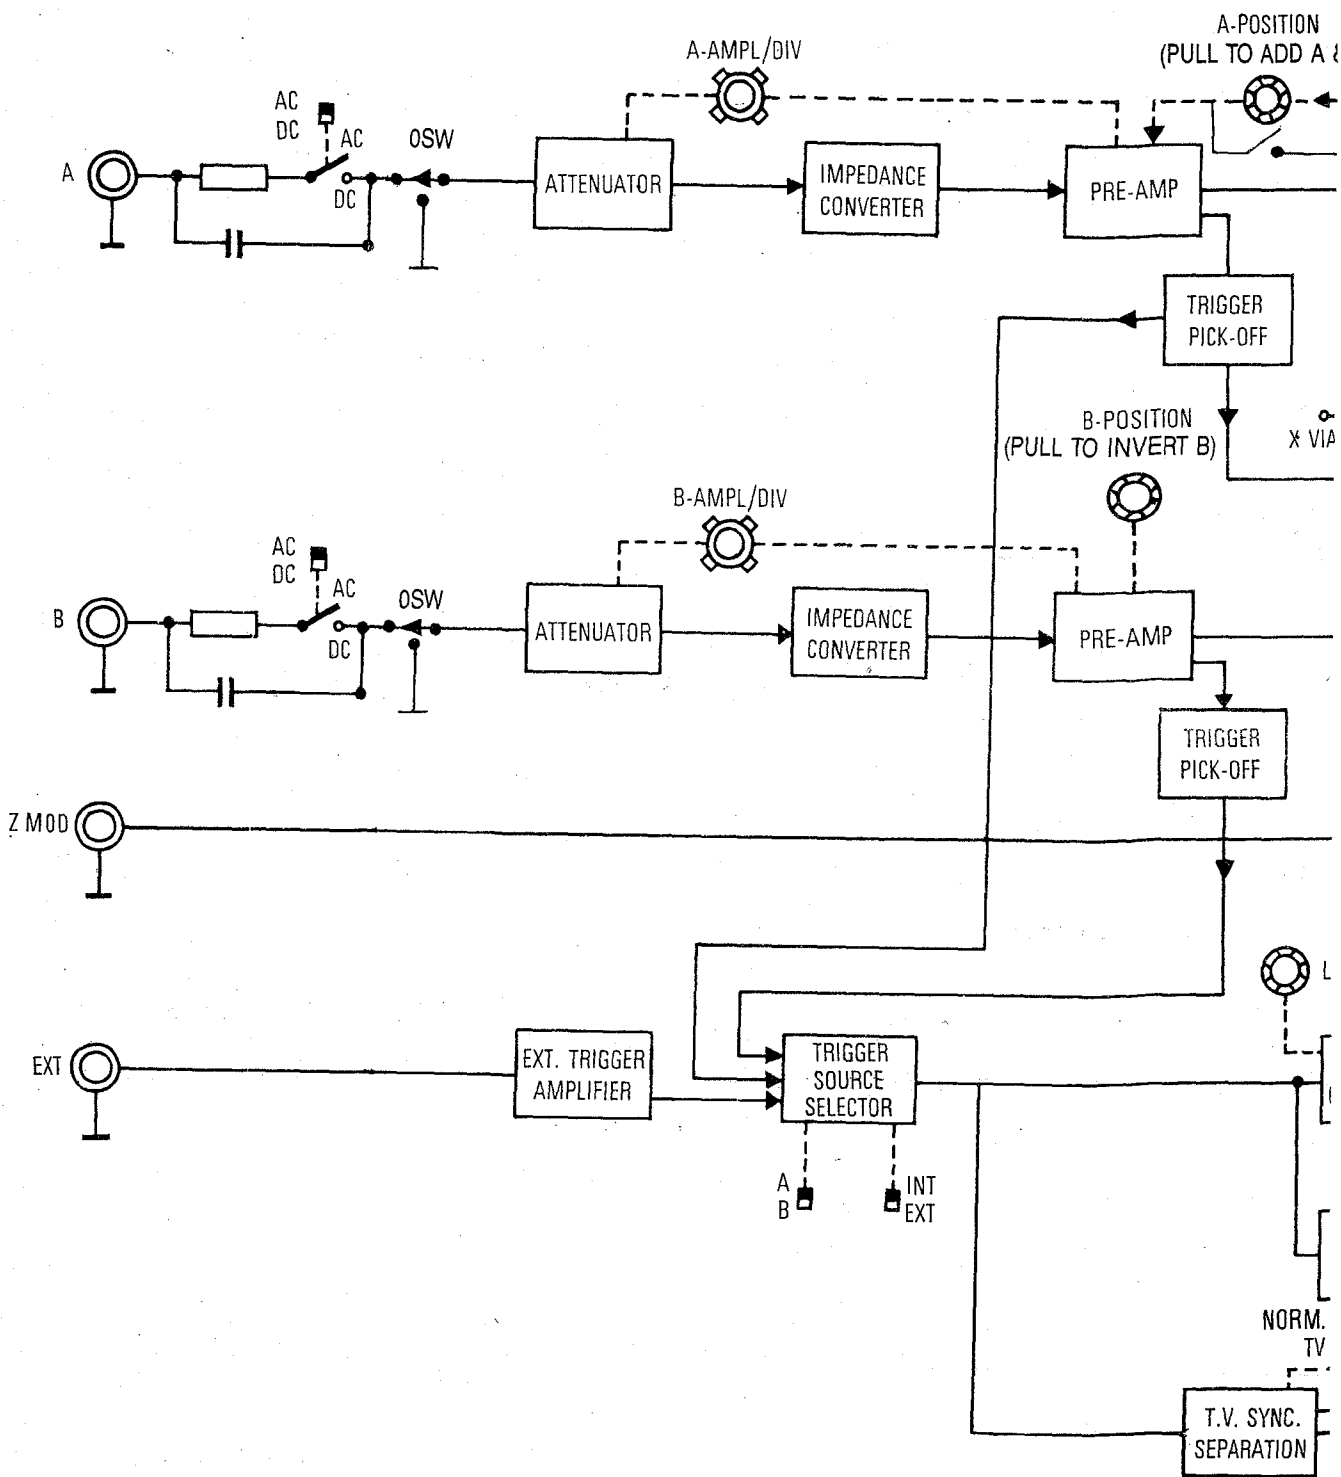 A-POSITION
(PULL TO ADD A &
A-AMPL/DIV
AC
DC
AC
0SW
A
DC
ATTENUATOR
IMPEDANCE
CONVERTER
PRE-AMP
TRIGGER
PICK-OFF
B-POSITION
(PULL TO INVERT B)
X VIA
B-AMPL/DIV
AC
DC
AC
0SW
B
DC
ATTENUATOR
IMPEDANCE
CONVERTER
PRE-AMP
TRIGGER
PICK-OFF
Z MOD
L
EXT
EXT. TRIGGER
AMPLIFIER
TRIGGER
SOURCE
SELECTOR
A
B
INT
EXT
NORM.
TV
T.V. SYNC.
SEPARATION